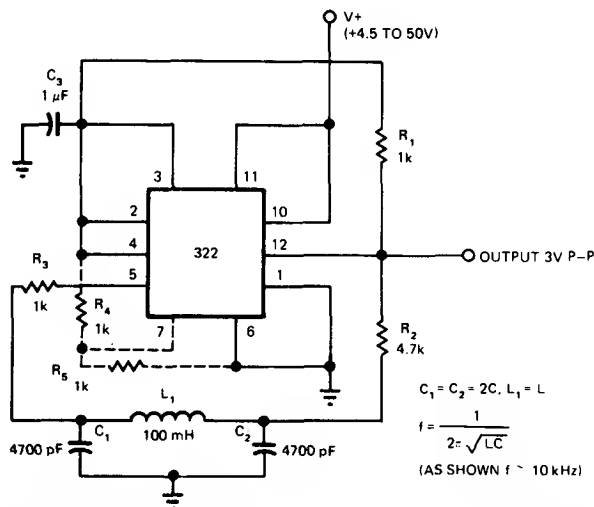 V+
(+4.5 TO 50V)
C3
1 µF
R1
1k
3
11
2
10
4
322
12
OUTPUT 3V P-P
5
1
R3
1k
R4
1k
7
6
R2
4.7k
R5
1k
L1
100 mH
C1
C2
4700 pF
4700 pF
C1 = C2 = 2C, L1 = L
f = 1 / 2π √LC
(AS SHOWN f ~ 10 kHz)